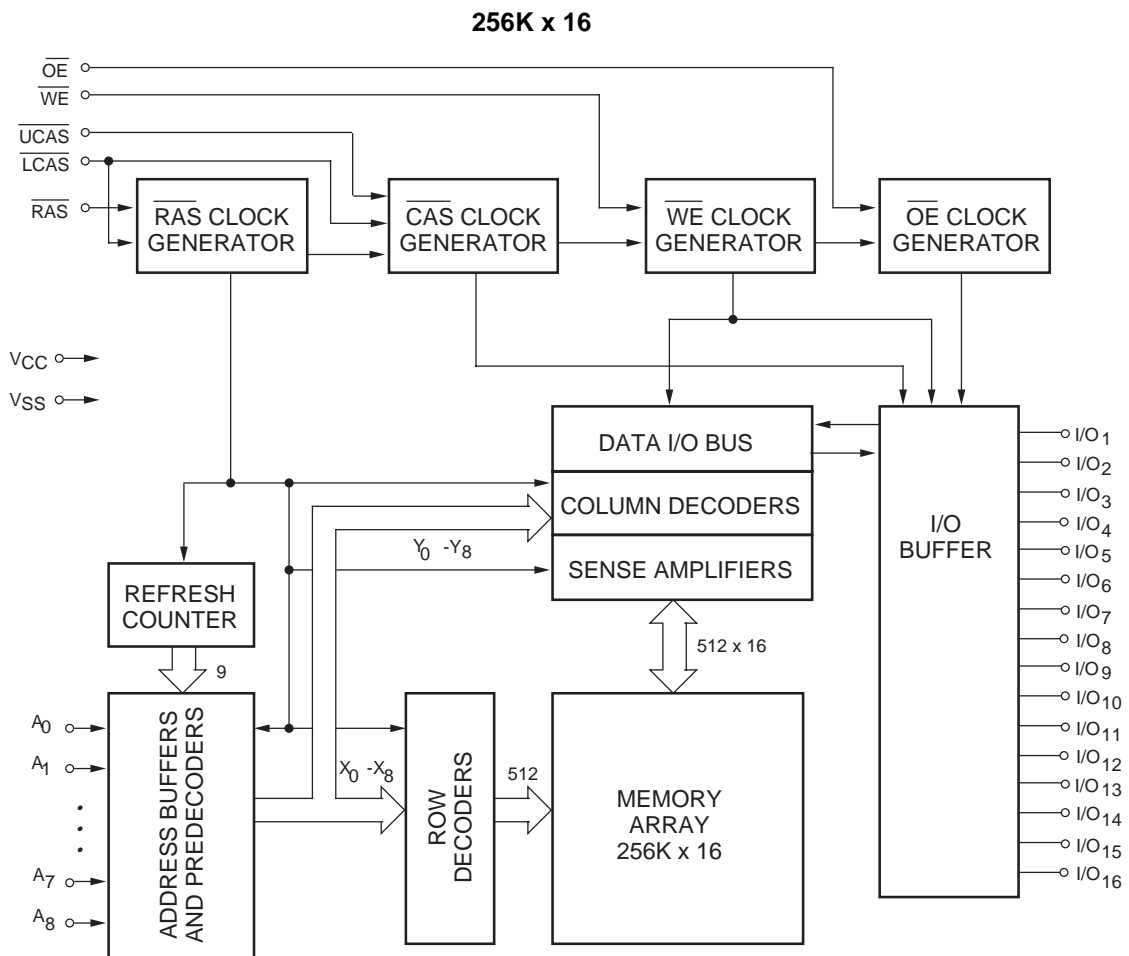 256K x 16
OE
WE
UCAS
LCAS
RAS
RAS CLOCK
GENERATOR
CAS CLOCK
GENERATOR
WE CLOCK
GENERATOR
OE CLOCK
GENERATOR
VCC
VSS
DATA I/O BUS
COLUMN DECODERS
SENSE AMPLIFIERS
Y0 -Y8
REFRESH
COUNTER
9
512 x 16
I/O
BUFFER
I/O1
I/O2
I/O3
I/O4
I/O5
I/O6
I/O7
I/O8
I/O9
I/O10
I/O11
I/O12
I/O13
I/O14
I/O15
I/O16
A0
A1
A7
A8
ADDRESS BUFFERS
AND PREDECODERS
X0 -X8
ROW
DECODERS
512
MEMORY
ARRAY
256K x 16